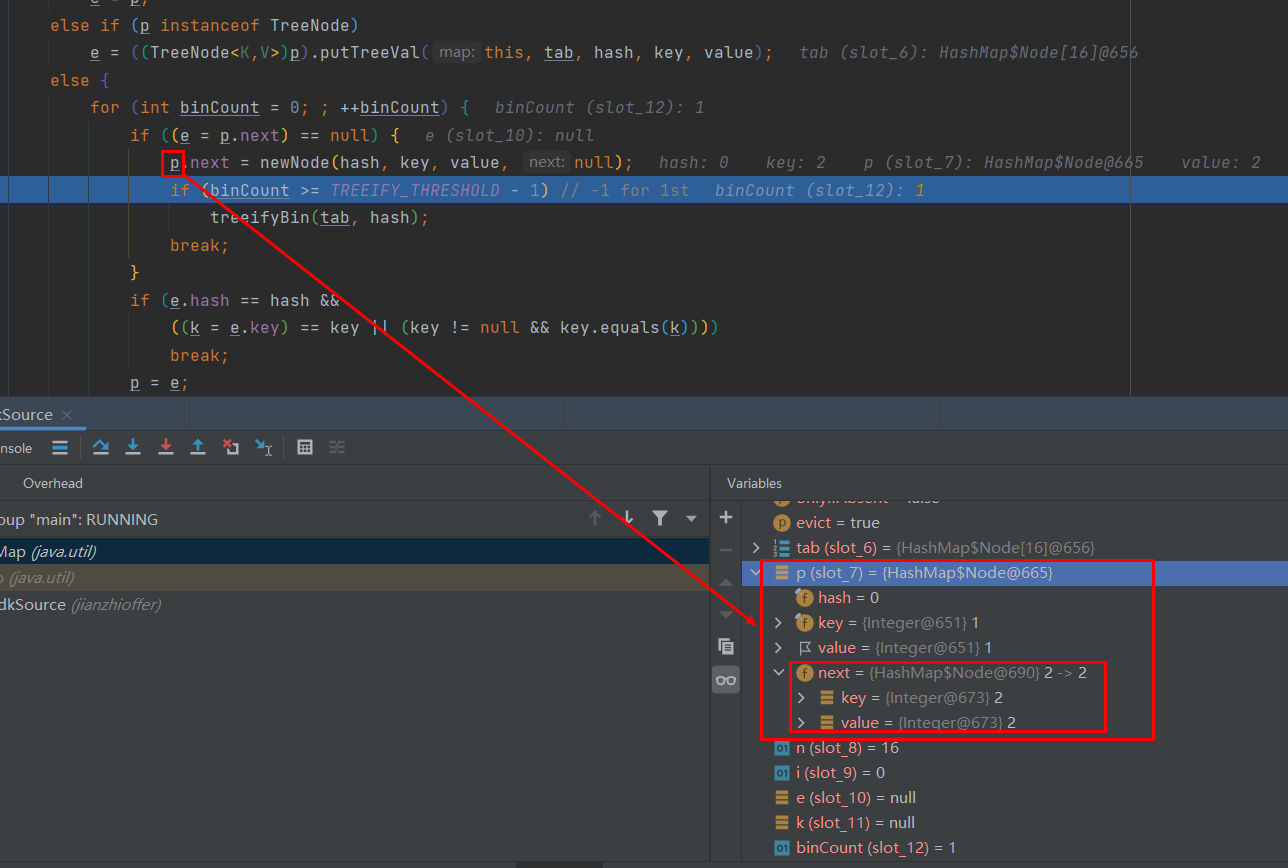 e = p;
else if (p instanceof TreeNode)
e = ((TreeNode<K,V>)p).putTreeVal( map: this, tab, hash, key, value); tab (slot_6): HashMap$Node[16]@656
else {
for (int binCount = 0; ; ++binCount) { binCount (slot_12): 1
if ((e = p.next) == null) { e (slot_10): null
p.next = newNode(hash, key, value, next: null); hash: 0 key: 2 p (slot_7): HashMap$Node@665 value: 2
if (binCount >= TREEIFY_THRESHOLD - 1) // -1 for 1st binCount (slot_12): 1
treeifyBin(tab, hash);
break;
}
if (e.hash == hash &&
((k = e.key) == key || (key != null && key.equals(k))))
break;
p = e;
kSource
nsole
Overhead
Variables
oup "main": RUNNING
Map (java.util)
o (java.util)
dkSource (jianzhioffer)
onlyIfAbsent = false
evict = true
tab (slot_6) = {HashMap$Node[16]@656}
p (slot_7) = {HashMap$Node@665}
hash = 0
key = {Integer@651} 1
value = {Integer@651} 1
next = {HashMap$Node@690} 2 -> 2
key = {Integer@673} 2
value = {Integer@673} 2
n (slot_8) = 16
i (slot_9) = 0
e (slot_10) = null
k (slot_11) = null
binCount (slot_12) = 1